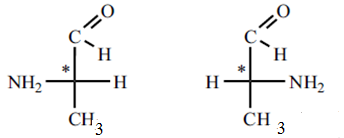 O O
C C
H H
* *
NH2 H H NH2
CH3 CH3